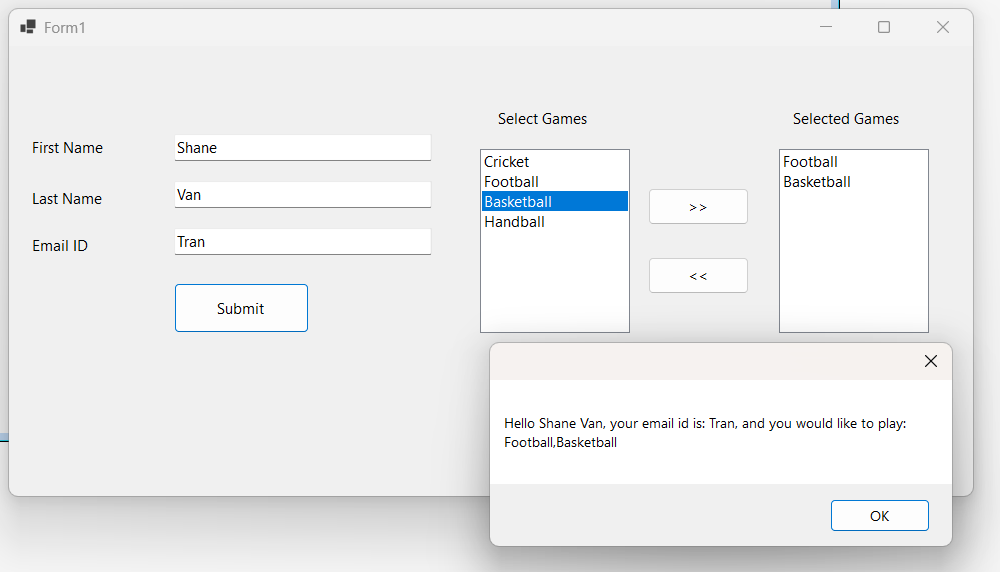 Form1
Select Games
Selected Games
First Name
Shane
Last Name
Van
Email ID
Tran
Submit
Cricket
Football
Basketball
Handball
>>
<<
Football
Basketball
Hello Shane Van, your email id is: Tran, and you would like to play:
Football,Basketball
OK